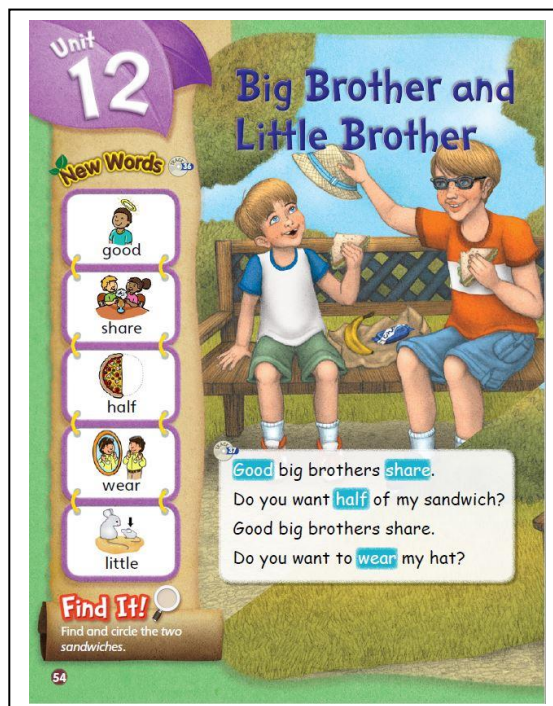 Unit
12
Big Brother and
Little Brother
New Words
36
good
share
half
wear
little
37
Good big brothers share.
Do you want half of my sandwich?
Good big brothers share.
Do you want to wear my hat?
Find It!
Find and circle the two
sandwiches.
54